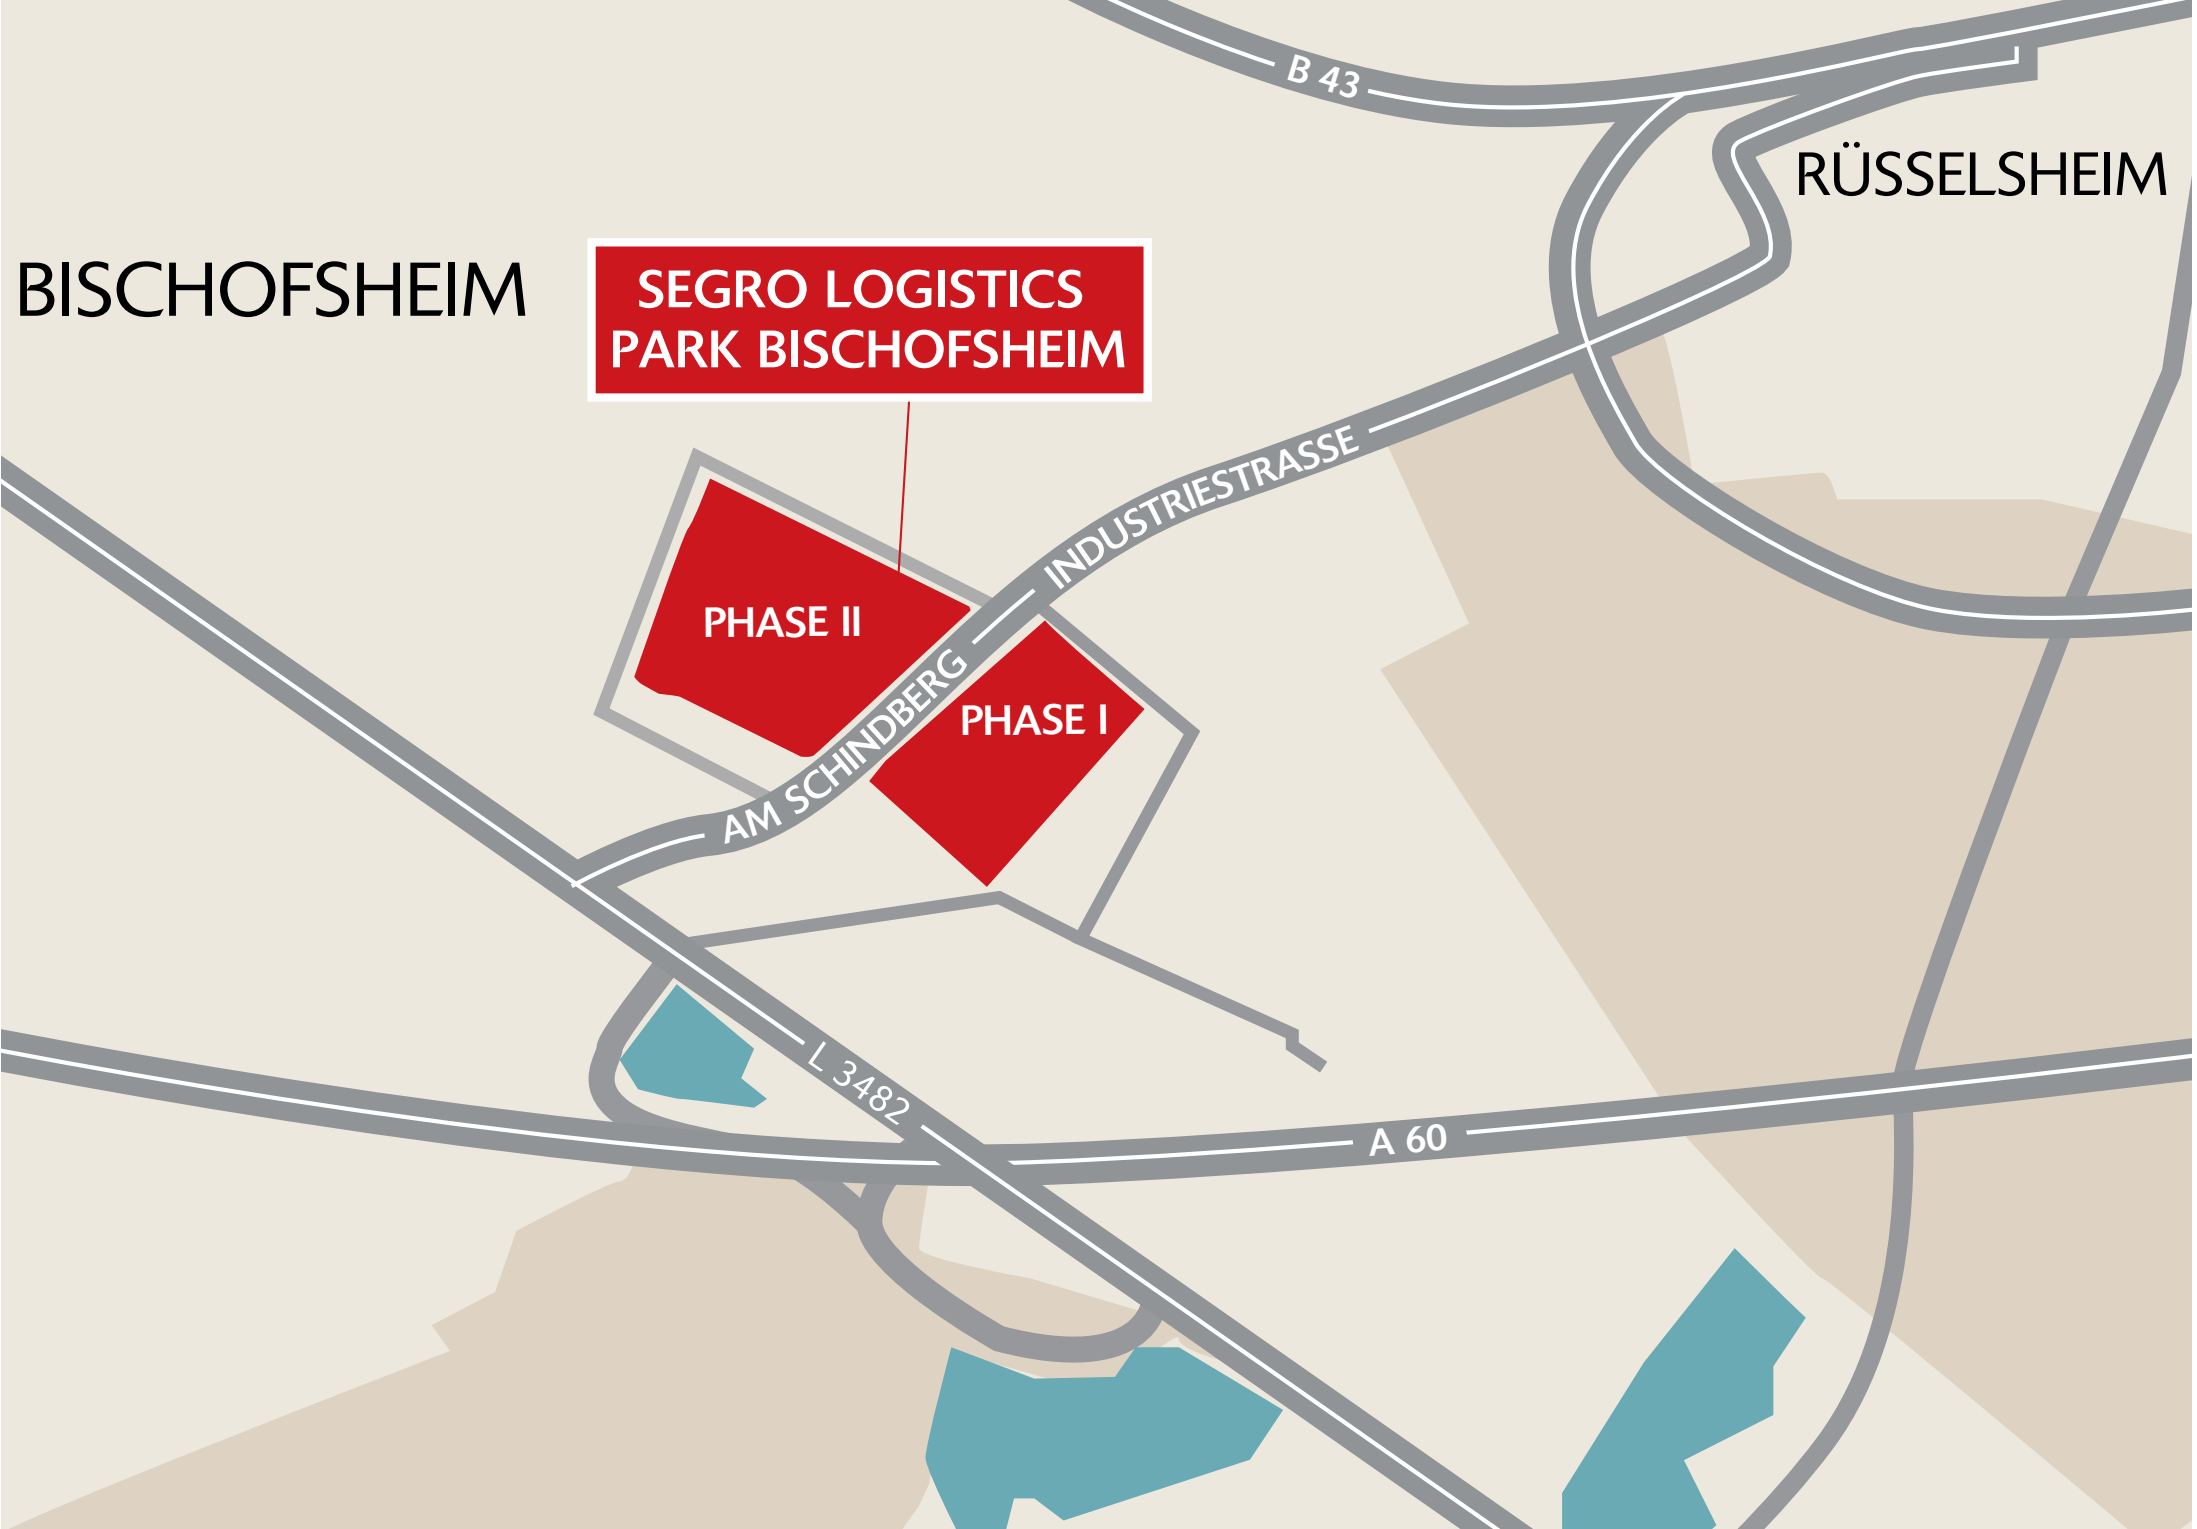 B 43
RÜSSELSHEIM
BISCHOFSHEIM
SEGRO LOGISTICS
PARK BISCHOFSHEIM
INDUSTRIESTRASSE
PHASE II
AM SCHINDBERG
PHASE I
L 3482
A 60